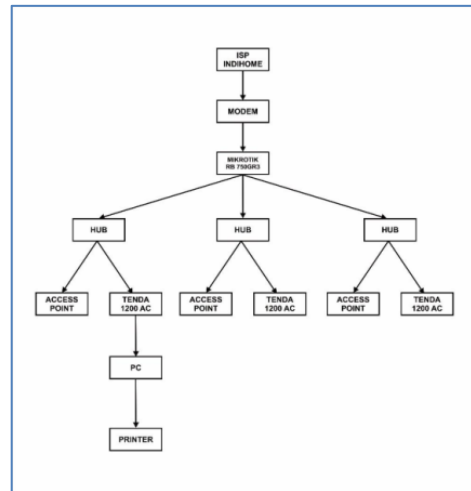 ISP
INDIHOME
MODEM
MIKROTIK
RB 750GR3
HUB
HUB
HUB
ACCESS
POINT
TENDA
1200 AC
ACCESS
POINT
TENDA
1200 AC
ACCESS
POINT
TENDA
1200 AC
PC
PRINTER